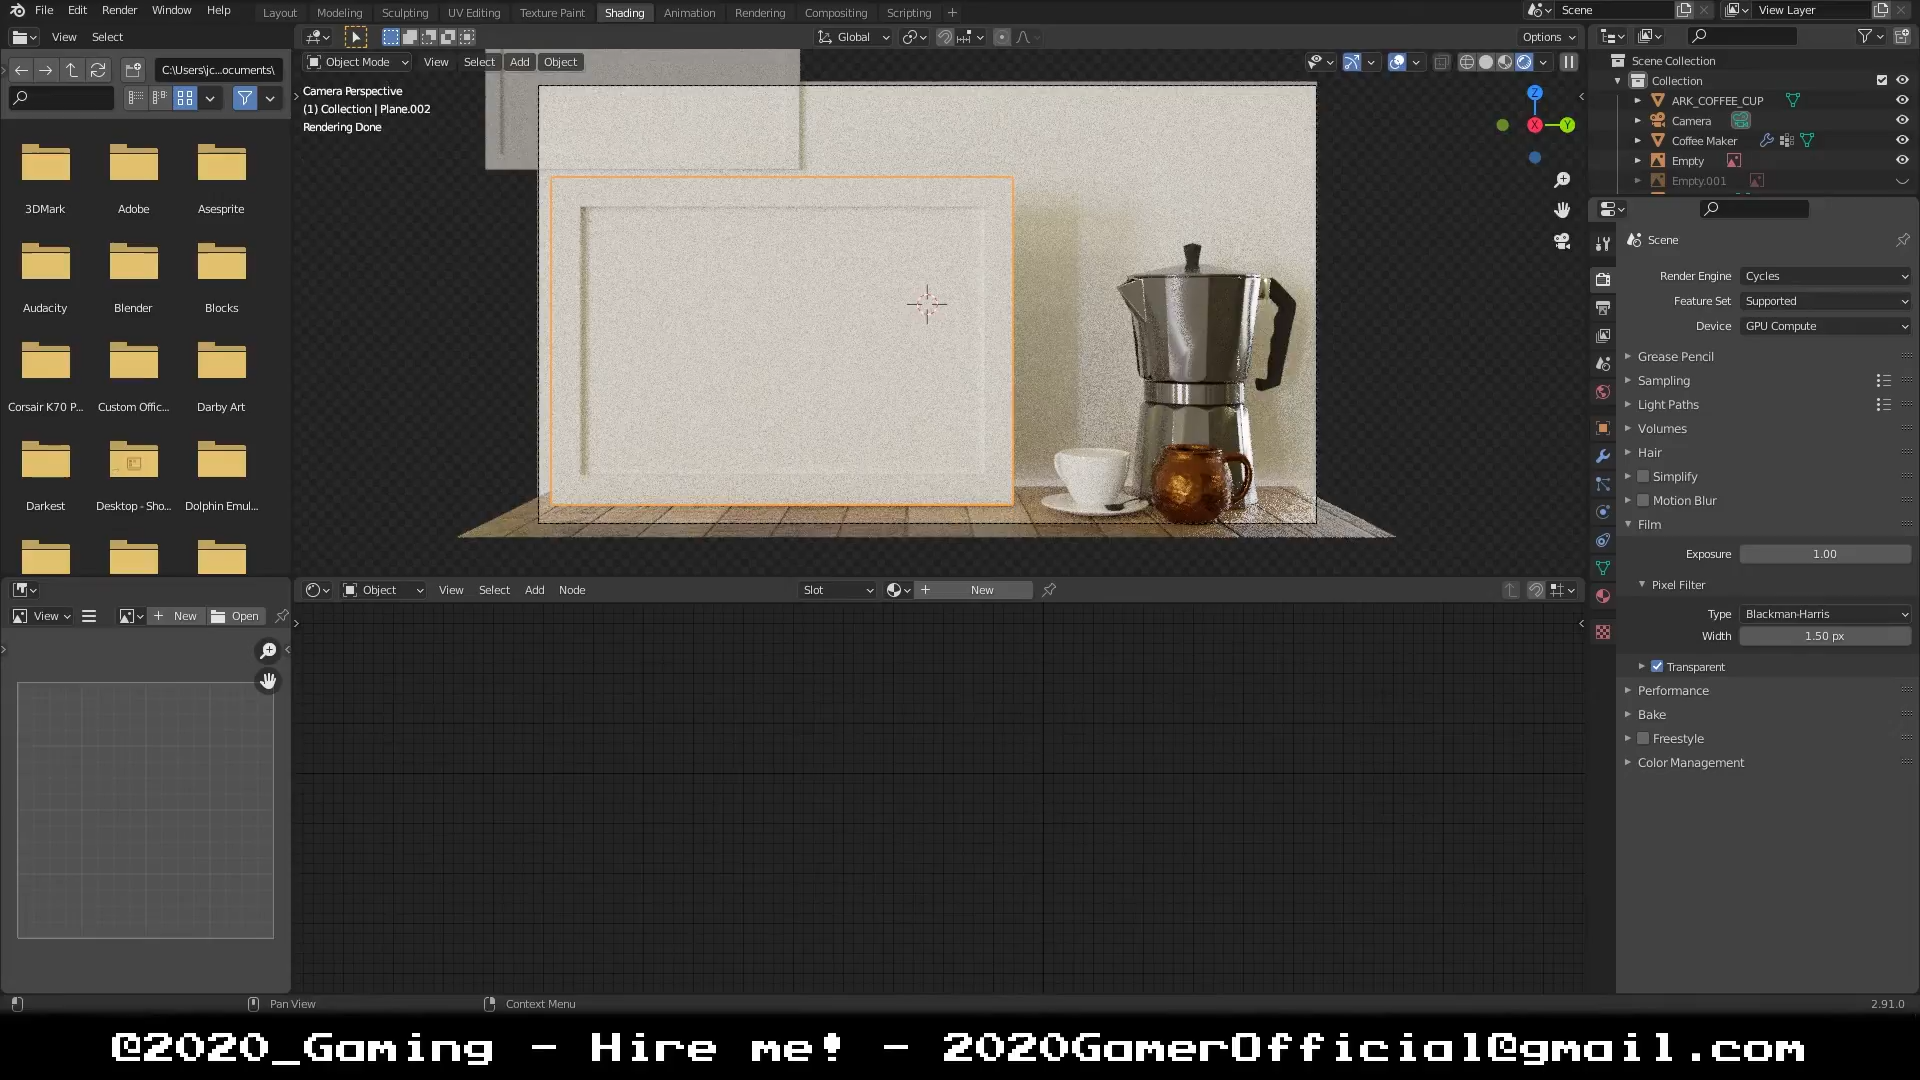 File Edit Render Window Help Layout Modeling Sculpting UV Editing Texture Paint Shading Animation Rendering Compositing Scripting + Scene View Layer
View Select Global Options
C:\Users\jc...ocuments\
Object Mode View Select Add Object
Camera Perspective
(1) Collection | Plane.002
Rendering Done
Z
X
Y
Scene Collection
Collection
ARK_COFFEE_CUP
Camera
Coffee Maker
Empty
Empty.001
3DMark Adobe Asesprite
Audacity Blender Blocks
Corsair K70 P... Custom Offic... Darby Art
Darkest Desktop - Sho... Dolphin Emul...
Scene
Render Engine Cycles
Feature Set Supported
Device GPU Compute
Grease Pencil
Sampling
Light Paths
Volumes
Hair
Simplify
Motion Blur
Film
Exposure 1.00
Pixel Filter
Type Blackman-Harris
Width 1.50 px
Transparent
Performance
Bake
Freestyle
Color Management
Object View Select Add Node Slot + New
View + New Open
Pan View Context Menu 2.91.0
@2020_Gaming - Hire me! - 2020GamerOfficial@gmail.com